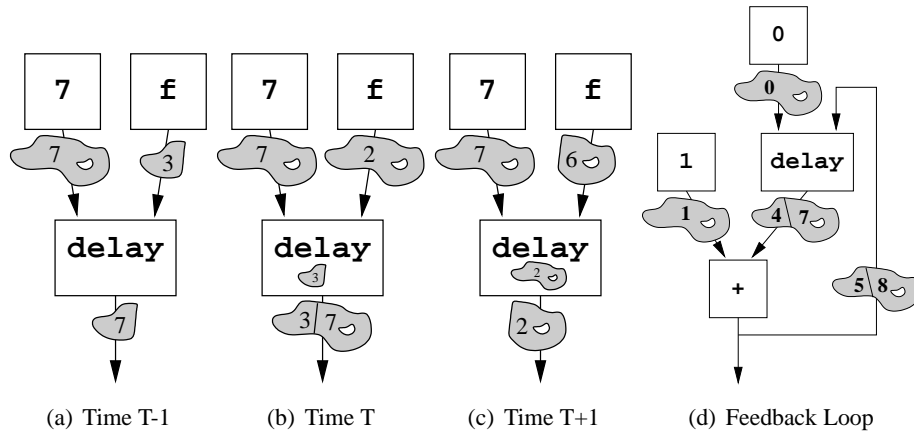 7 f
7 3
delay
7
(a) Time T-1
7 f
7 2
delay
3
3 7
(b) Time T
7 f
7 6
delay
2
2
(c) Time T+1
0
0
1
delay
1
4 7
+
5 8
(d) Feedback Loop